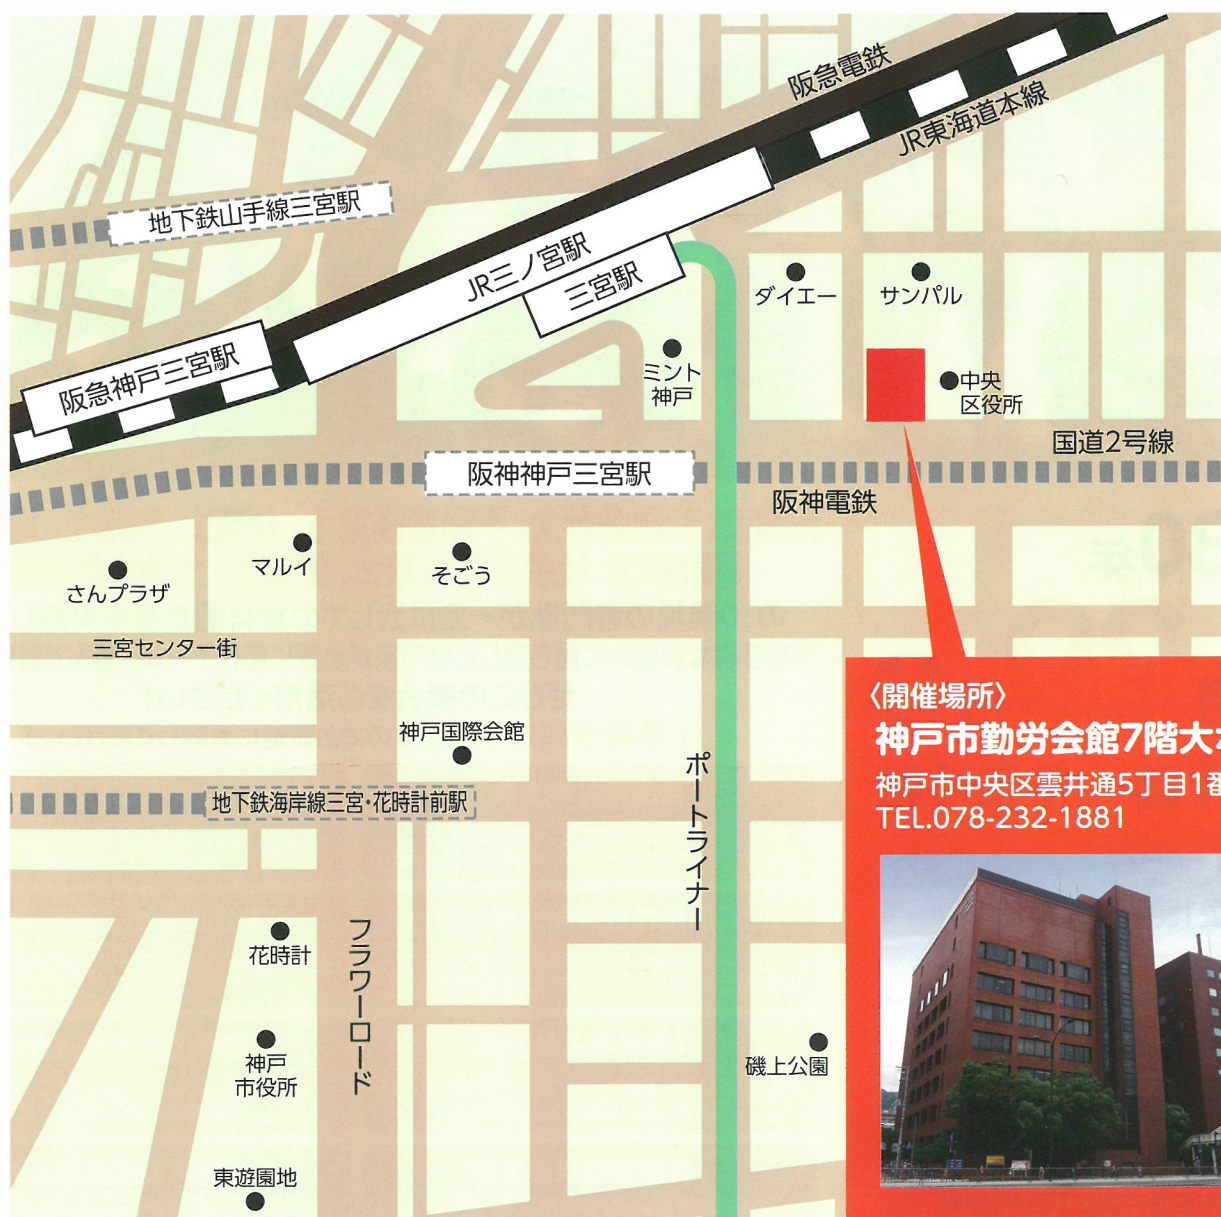 阪急電鉄
JR東海道本線
地下鉄山手線三宮駅
JR三ノ宮駅
三宮駅
ダイエー
サンパル
阪急神戸三宮駅
ミント
神戸
中央
区役所
国道2号線
阪神神戸三宮駅
阪神電鉄
マルイ
そごう
さんプラザ
三宮センター街
神戸国際会館
地下鉄海岸線三宮・花時計前駅
ポートライナー
フラワーロード
花時計
神戸
市役所
磯上公園
東遊園地
〈開催場所〉
神戸市勤労会館7階大
神戸市中央区雲井通5丁目1番
TEL.078-232-1881